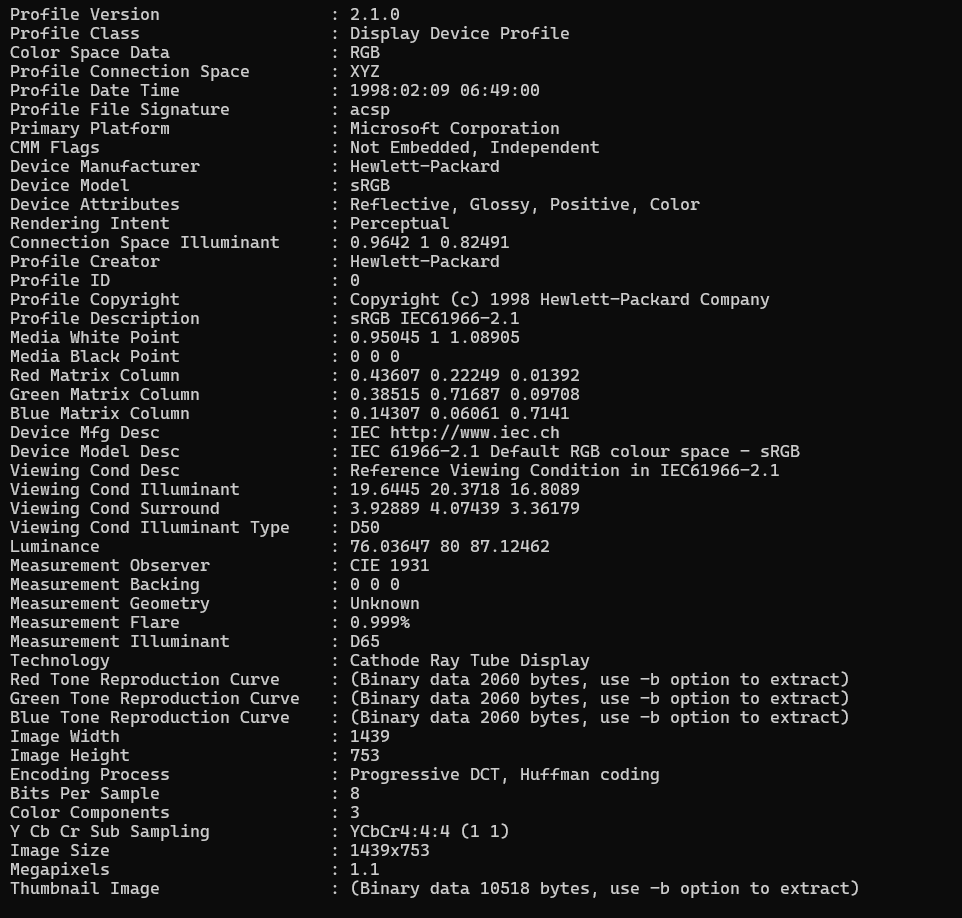 Profile Version : 2.1.0
Profile Class : Display Device Profile
Color Space Data : RGB
Profile Connection Space : XYZ
Profile Date Time : 1998:02:09 06:49:00
Profile File Signature : acsp
Primary Platform : Microsoft Corporation
CMM Flags : Not Embedded, Independent
Device Manufacturer : Hewlett-Packard
Device Model : sRGB
Device Attributes : Reflective, Glossy, Positive, Color
Rendering Intent : Perceptual
Connection Space Illuminant : 0.9642 1 0.82491
Profile Creator : Hewlett-Packard
Profile ID : 0
Profile Copyright : Copyright (c) 1998 Hewlett-Packard Company
Profile Description : sRGB IEC61966-2.1
Media White Point : 0.95045 1 1.08905
Media Black Point : 0 0 0
Red Matrix Column : 0.43607 0.22249 0.01392
Green Matrix Column : 0.38515 0.71687 0.09708
Blue Matrix Column : 0.14307 0.06061 0.7141
Device Mfg Desc : IEC http://www.iec.ch
Device Model Desc : IEC 61966-2.1 Default RGB colour space - sRGB
Viewing Cond Desc : Reference Viewing Condition in IEC61966-2.1
Viewing Cond Illuminant : 19.6445 20.3718 16.8089
Viewing Cond Surround : 3.92889 4.07439 3.36179
Viewing Cond Illuminant Type : D50
Luminance : 76.03647 80 87.12462
Measurement Observer : CIE 1931
Measurement Backing : 0 0 0
Measurement Geometry : Unknown
Measurement Flare : 0.999%
Measurement Illuminant : D65
Technology : Cathode Ray Tube Display
Red Tone Reproduction Curve : (Binary data 2060 bytes, use -b option to extract)
Green Tone Reproduction Curve : (Binary data 2060 bytes, use -b option to extract)
Blue Tone Reproduction Curve : (Binary data 2060 bytes, use -b option to extract)
Image Width : 1439
Image Height : 753
Encoding Process : Progressive DCT, Huffman coding
Bits Per Sample : 8
Color Components : 3
Y Cb Cr Sub Sampling : YCbCr4:4:4 (1 1)
Image Size : 1439x753
Megapixels : 1.1
Thumbnail Image : (Binary data 10518 bytes, use -b option to extract)